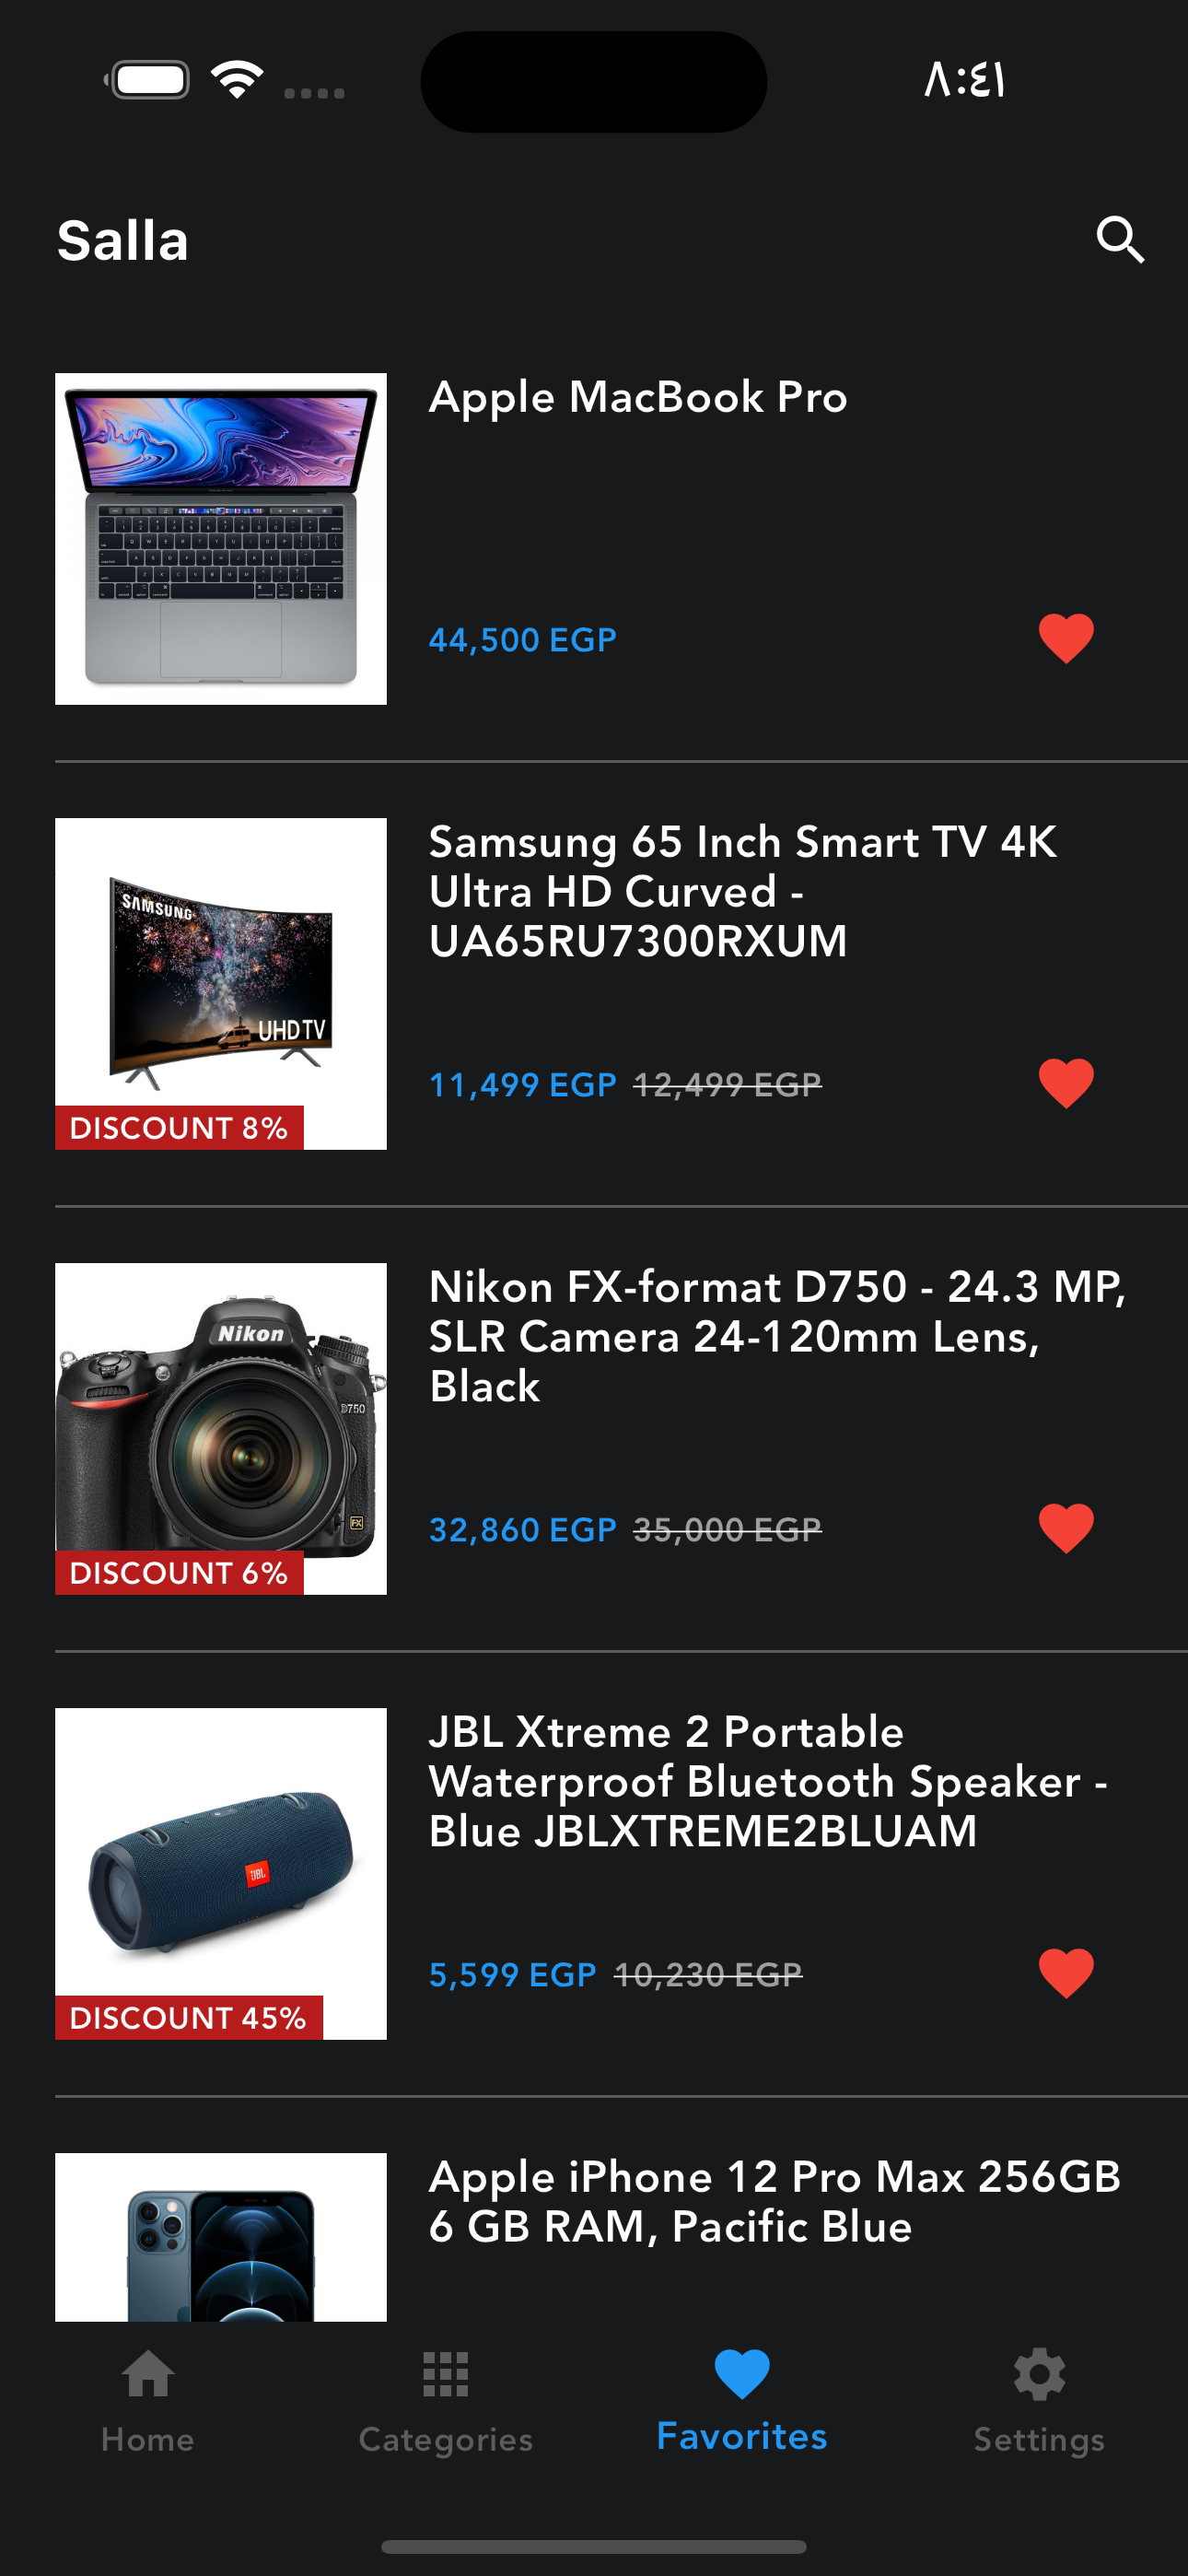 ٨:٤١
Salla
Apple MacBook Pro
44,500 EGP
Samsung 65 Inch Smart TV 4K
Ultra HD Curved -
UA65RU7300RXUM
SAMSUNG
UHD TV
DISCOUNT 8%
11,499 EGP 12,499 EGP
Nikon FX-format D750 - 24.3 MP,
SLR Camera 24-120mm Lens,
Black
Nikon
D750
FX
DISCOUNT 6%
32,860 EGP 35,000 EGP
JBL Xtreme 2 Portable
Waterproof Bluetooth Speaker -
Blue JBLXTREME2BLUAM
JBL
DISCOUNT 45%
5,599 EGP 10,230 EGP
Apple iPhone 12 Pro Max 256GB
6 GB RAM, Pacific Blue
Home
Categories
Favorites
Settings